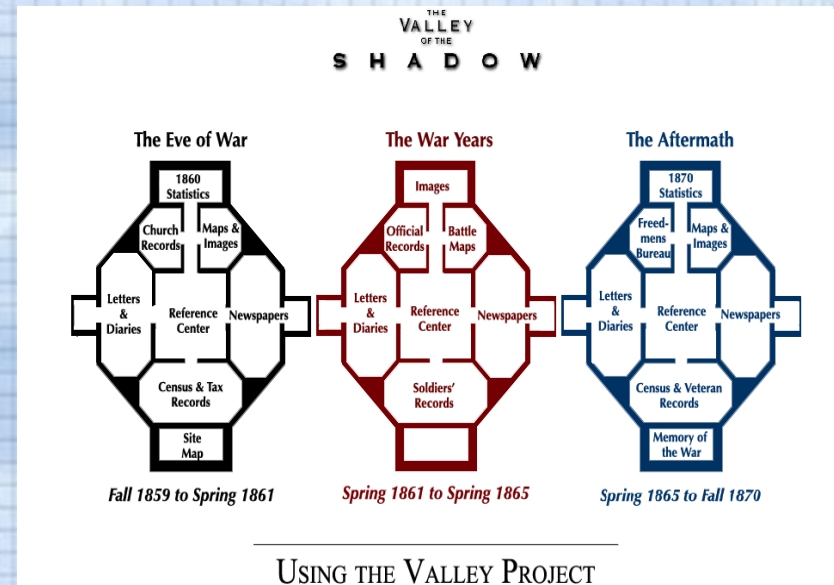 THE
VALLEY
OF THE
SHADOW
The Eve of War
1860
Statistics
Church
Records
Maps &
Images
Letters
&
Diaries
Reference
Center
Newspapers
Census & Tax
Records
Site
Map
Fall 1859 to Spring 1861
The War Years
Images
Official
Records
Battle
Maps
Letters
&
Diaries
Reference
Center
Newspapers
Soldiers'
Records
Spring 1861 to Spring 1865
The Aftermath
1870
Statistics
Freed-
mens
Bureau
Maps &
Images
Letters
&
Diaries
Reference
Center
Newspapers
Census & Veteran
Records
Memory of
the War
Spring 1865 to Fall 1870
USING THE VALLEY PROJECT